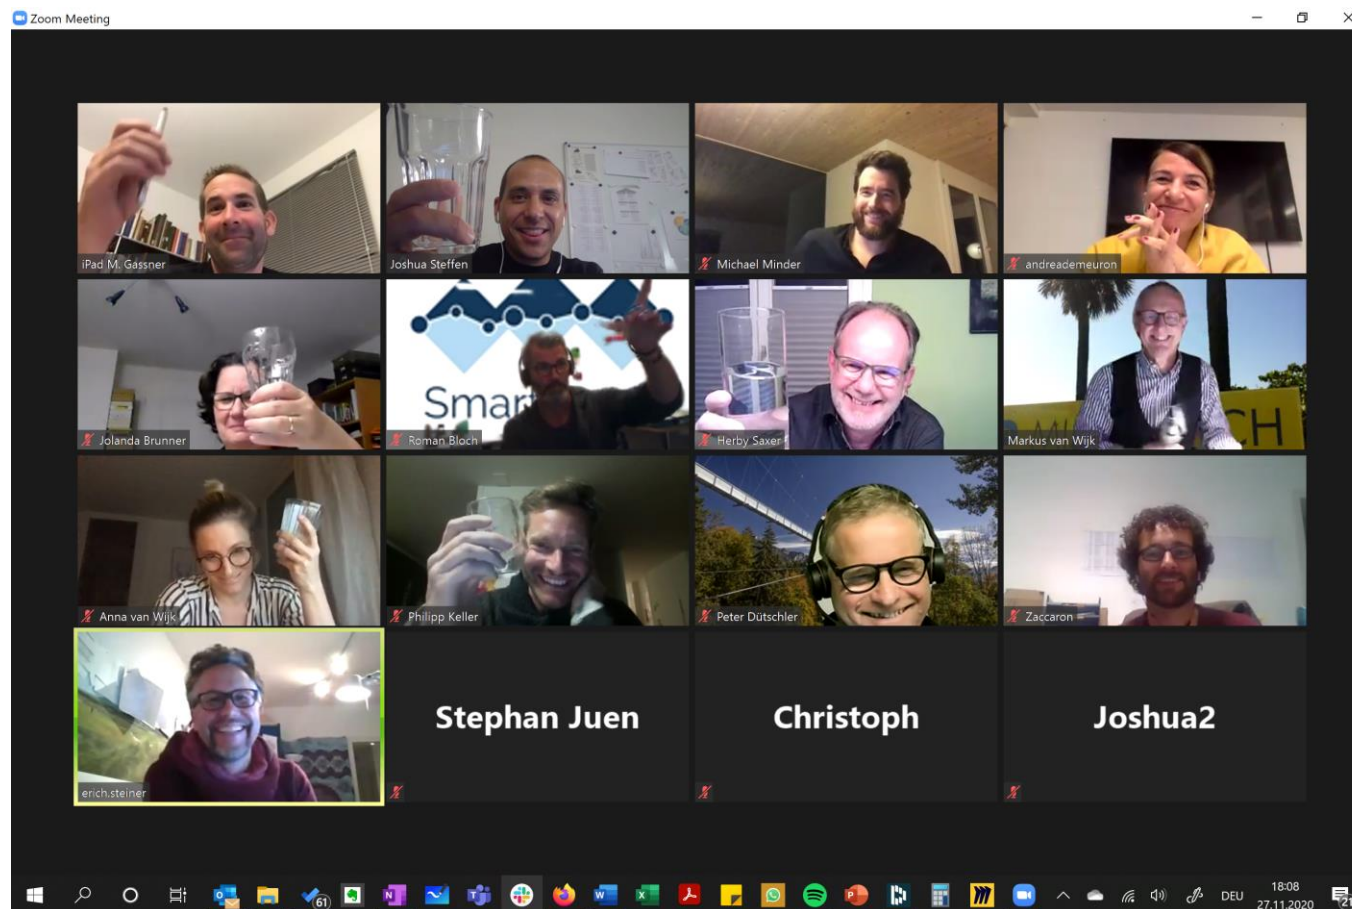 Zoom Meeting
iPad M. Gassner
Joshua Steffen
Michael Minder
andreademeuron
Jolanda Brunner
Smar
Roman Bloch
Herby Saxer
CH
Markus van Wijk
Anna van Wijk
Philipp Keller
Peter Dütschler
Zaccaron
erich.steiner
Stephan Juen
Christoph
Joshua2
61
DEU
18:08
27.11.2020
21